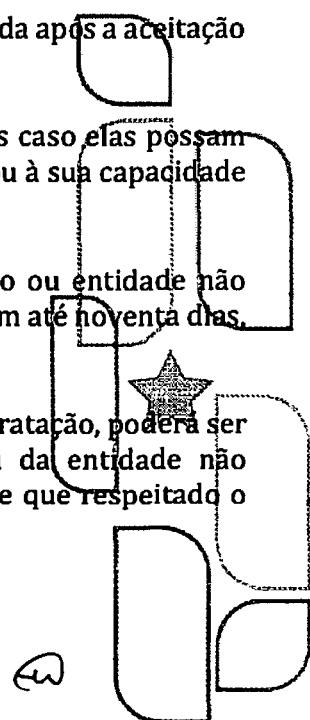 da após a aceitação
s caso elas possam
u à sua capacidade
o ou entidade não
m até noventa dias,
ratação, poderá ser
da entidade não
e que respeitado o